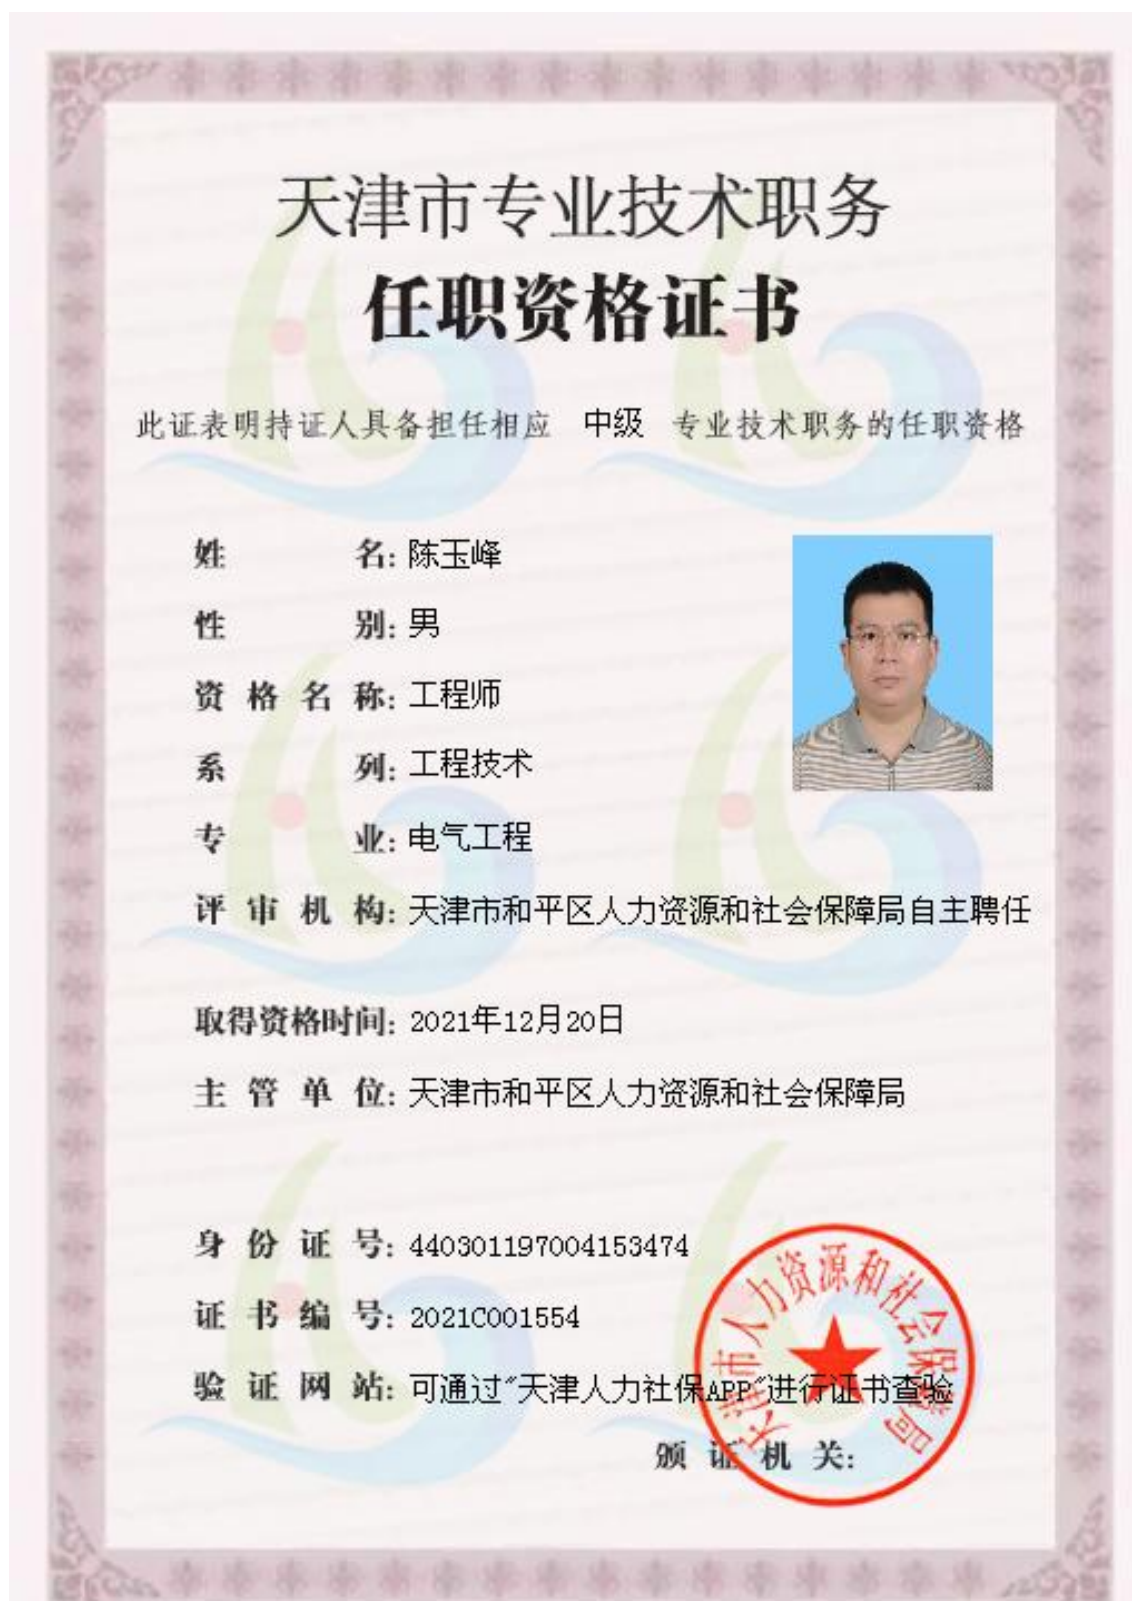 天津市专业技术职务
任职资格证书
此证表明持证人具备担任相应 中级 专业技术职务的任职资格
姓名：陈玉峰
性别：男
资格名称：工程师
系列：工程技术
专业：电气工程
评审机构：天津市和平区人力资源和社会保障局自主聘任
取得资格时间：2021年12月20日
主管单位：天津市和平区人力资源和社会保障局
身份证号：440301197004153474
证书编号：2021C001554
验证网站：可通过"天津人力社保APP"进行证书查验
颁证机关：
天津市人力资源和社会保障局